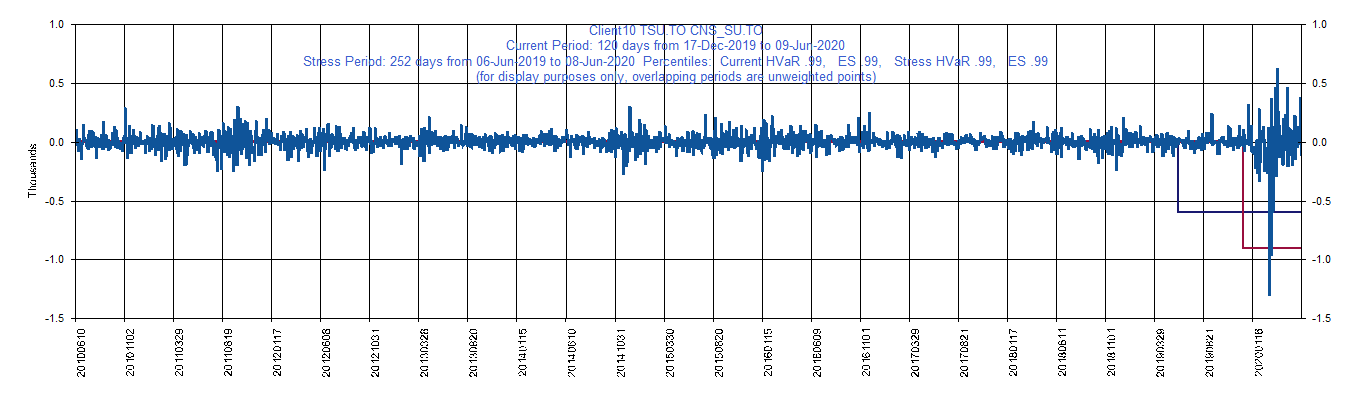 Client10 TSU.TO CNS_SU.TO
Current Period: 120 days from 17-Dec-2019 to 09-Jun-2020
Stress Period: 252 days from 06-Jun-2019 to 08-Jun-2020 Percentiles: Current HVaR .99, ES .99, Stress HVaR .99, ES .99
(for display purposes only, overlapping periods are unweighted points)
1.0 1.0
0.5 0.5
0.0 0.0
-0.5 -0.5
-1.0 -1.0
-1.5 -1.5
Thousands
20100610 20101102 20110329 20110819 20120117 20120608 20121031 20130328 20130820 20140115 20140610 20141031 20150330 20150820 20160115 20160609 20161101 20170329 20170821 20180117 20180611 20181101 20190329 20190821 20200116